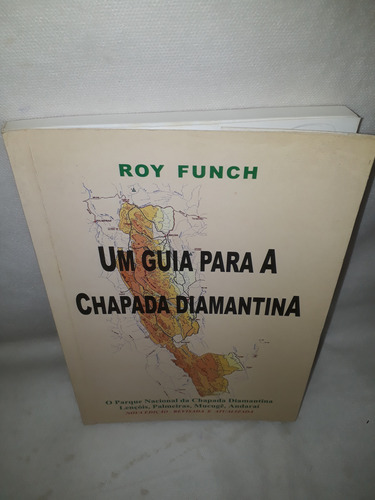 ROY FUNCH
UM GUIA PARA A
CHAPADA DIAMANTINA
O Parque Nacional da Chapada Diamantina
Lençóis, Palmeiras, Mucugê, Andaraí